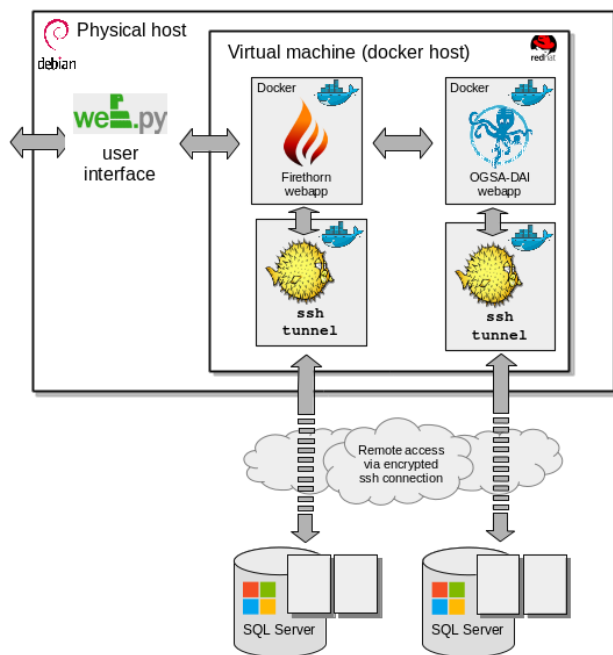 Physical host
debian
Virtual machine (docker host)
redhat
Docker
Docker
web.py
user
interface
Firethorn
webapp
OGSA-DAI
webapp
ssh
tunnel
ssh
tunnel
Remote access
via encrypted
ssh connection
SQL Server
SQL Server